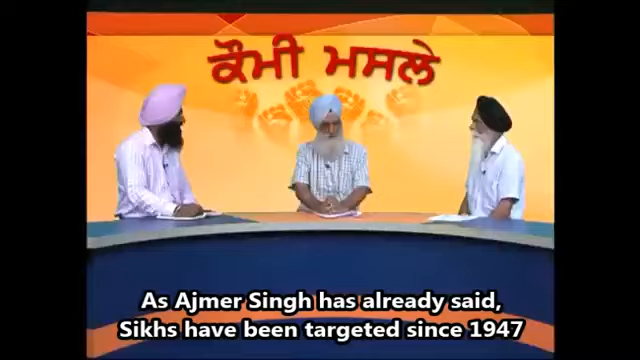 ਕੌਮੀ ਮਸਲੇ
As Ajmer Singh has already said,
Sikhs have been targeted since 1947